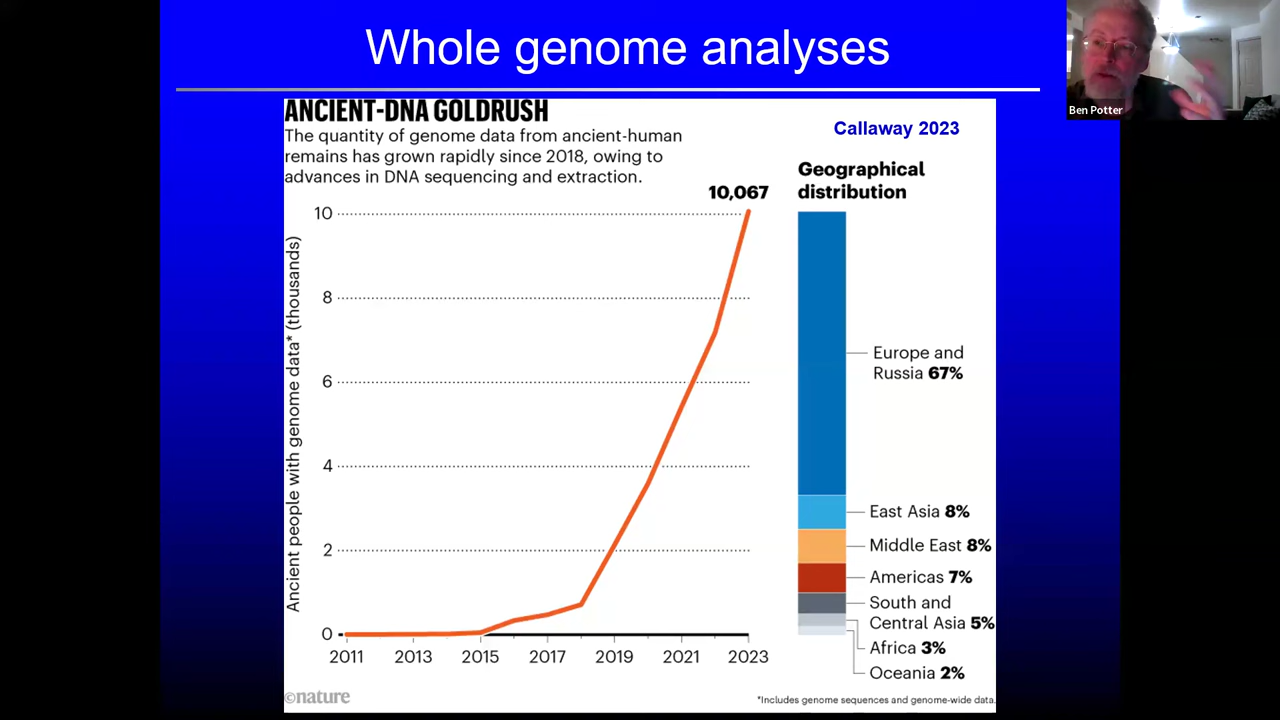 Whole genome analyses
Ben Potter
ANCIENT-DNA GOLDRUSH
The quantity of genome data from ancient-human
remains has grown rapidly since 2018, owing to
advances in DNA sequencing and extraction.
Callaway 2023
10,067
Ancient people with genome data* (thousands)
10
8
6
4
2
0
2011
2013
2015
2017
2019
2021
2023
Geographical
distribution
Europe and
Russia 67%
East Asia 8%
Middle East 8%
Americas 7%
South and
Central Asia 5%
Africa 3%
Oceania 2%
©nature
*Includes genome sequences and genome-wide data.